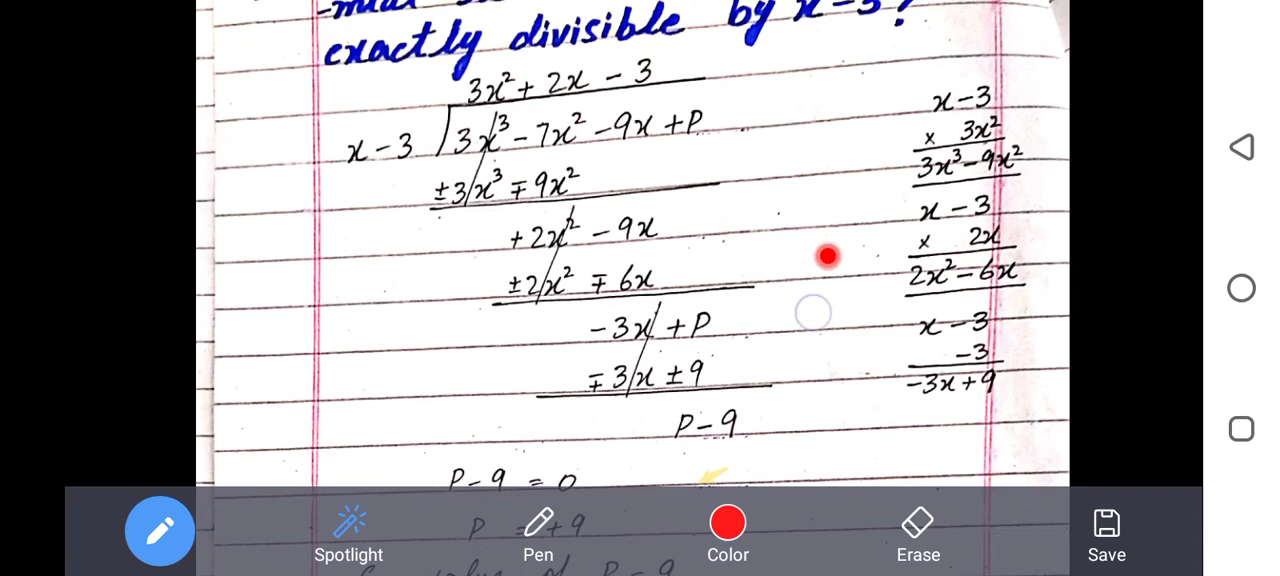 exactly divisible by x-3?
3x² + 2x - 3
x - 3 3x³ - 7x² - 9x + P
±3x³ ∓ 9x²
+ 2x² - 9x
±2x² ∓ 6x
- 3x + P
∓ 3x ± 9
P - 9
P - 9 = 0
P = +9
P = 9
x - 3
× 3x²
3x³ - 9x²
x - 3
× 2x
2x² - 6x
x - 3
- 3
-3x + 9
Spotlight
Pen
Color
Erase
Save